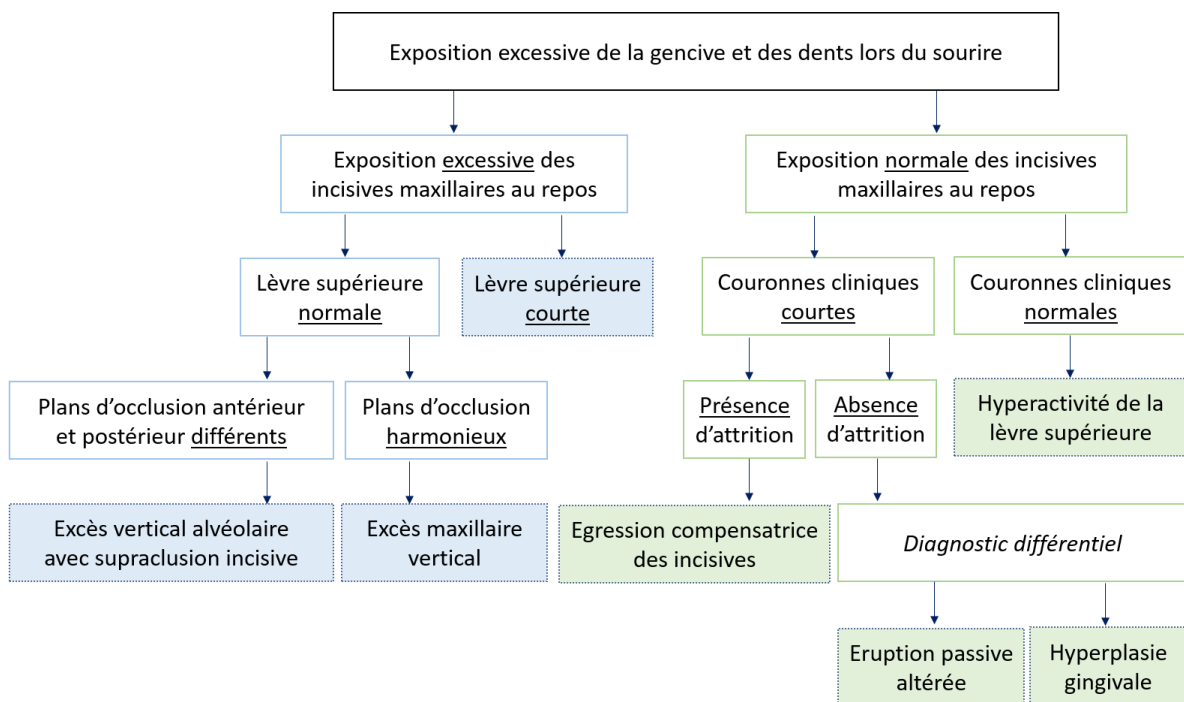 Exposition excessive de la gencive et des dents lors du sourire
Exposition excessive des
incisives maxillaires au repos
Exposition normale des incisives
maxillaires au repos
Lèvre supérieure
normale
Lèvre supérieure
courte
Couronnes cliniques
courtes
Couronnes cliniques
normales
Plans d’occlusion antérieur
et postérieur différents
Plans d’occlusion
harmonieux
Présence
d’attrition
Absence
d’attrition
Hyperactivité de la
lèvre supérieure
Excès vertical alvéolaire
avec supraclusion incisive
Excès maxillaire
vertical
Egression compensatrice
des incisives
Diagnostic différentiel
Eruption passive
altérée
Hyperplasie
gingivale